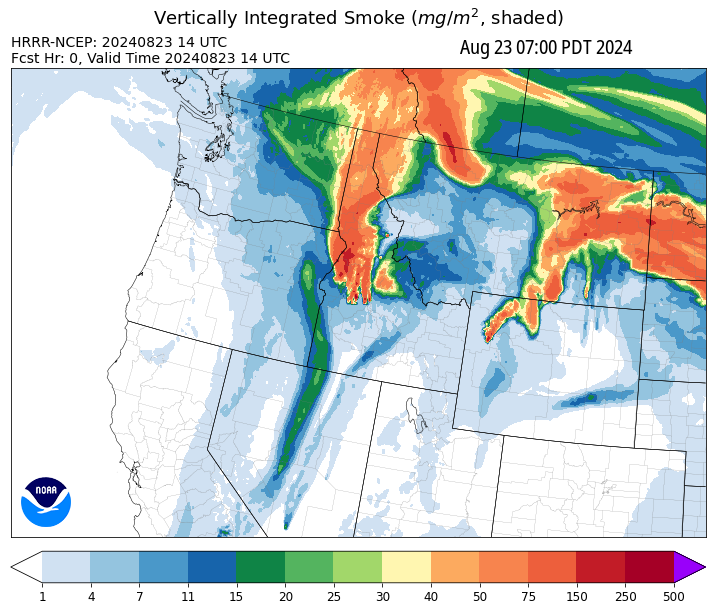 Vertically Integrated Smoke (mg/m², shaded)
HRRR-NCEP: 20240823 14 UTC
Aug 23 07:00 PDT 2024
Fcst Hr: 0, Valid Time 20240823 14 UTC
NOAA
1 4 7 11 15 20 25 30 40 50 75 150 250 500